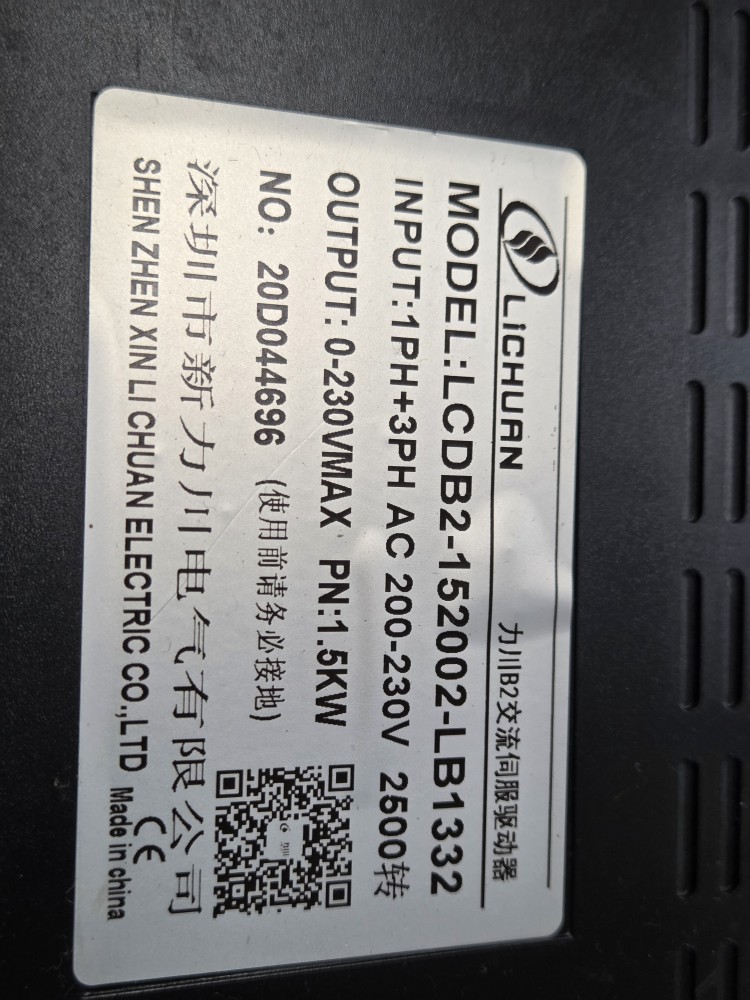 LiCHUAN 力川B2交流伺服驱动器
MODEL:LCDB2-152002-LB1332
INPUT:1PH+3PH AC 200-230V 2500转
OUTPUT: 0-230VMAX PN:1.5KW
NO: 20D044696 (使用前请务必接地)
深圳市新力川电气有限公司
SHEN ZHEN XIN LI CHUAN ELECTRIC CO.,LTD
CE
Made in china